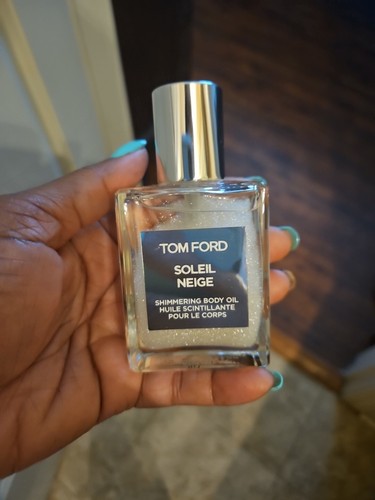 TOM FORD
SOLEIL
NEIGE
SHIMMERING BODY OIL
HUILE SCINTILLANTE
POUR LE CORPS